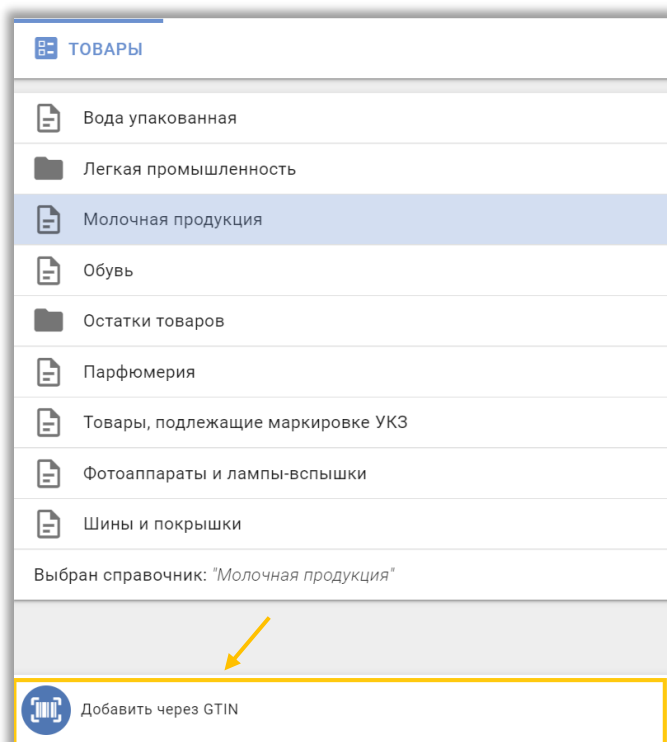 ТОВАРЫ
Вода упакованная
Легкая промышленность
Молочная продукция
Обувь
Остатки товаров
Парфюмерия
Товары, подлежащие маркировке УКЗ
Фотоаппараты и лампы-вспышки
Шины и покрышки
Выбран справочник: "Молочная продукция"
Добавить через GTIN